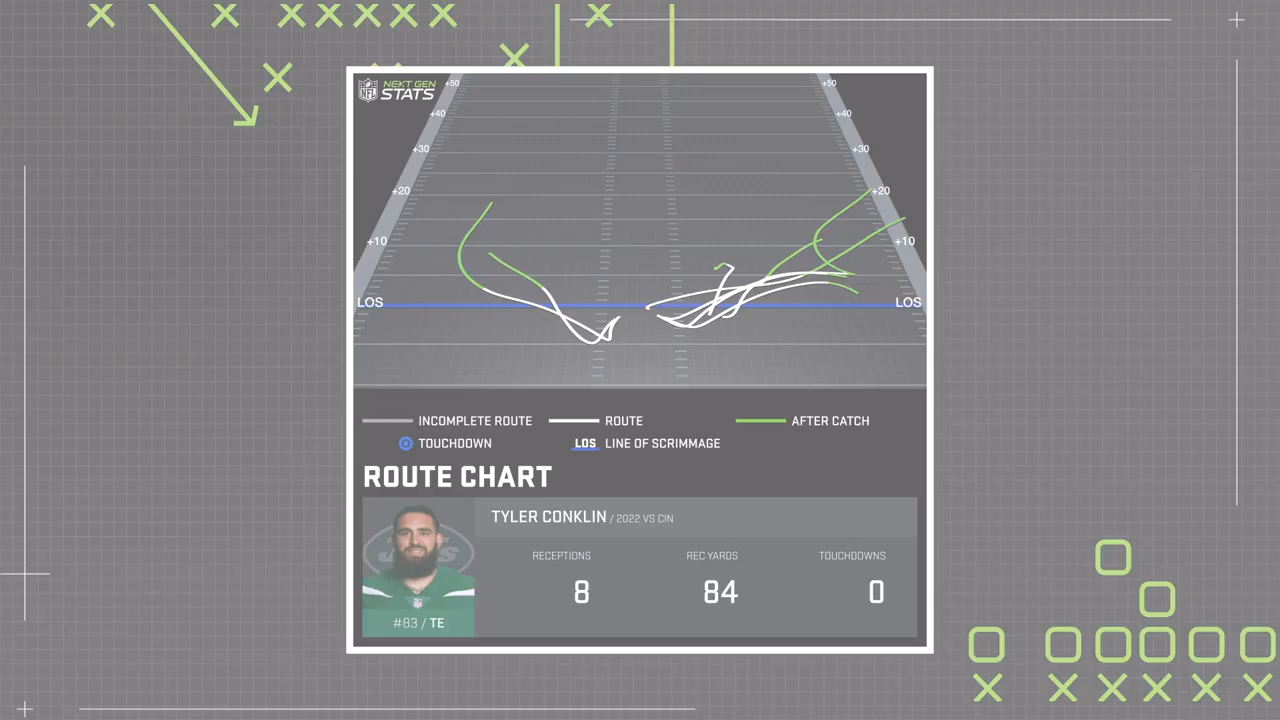 NFL NEXT GEN STATS
+50 +50
+40 +40
+30 +30
+20 +20
+10 +10
LOS LOS
INCOMPLETE ROUTE ROUTE AFTER CATCH
TOUCHDOWN LOS LINE OF SCRIMMAGE
ROUTE CHART
TYLER CONKLIN / 2022 VS CIN
RECEPTIONS REC YARDS TOUCHDOWNS
8 84 0
JETS
#83 / TE